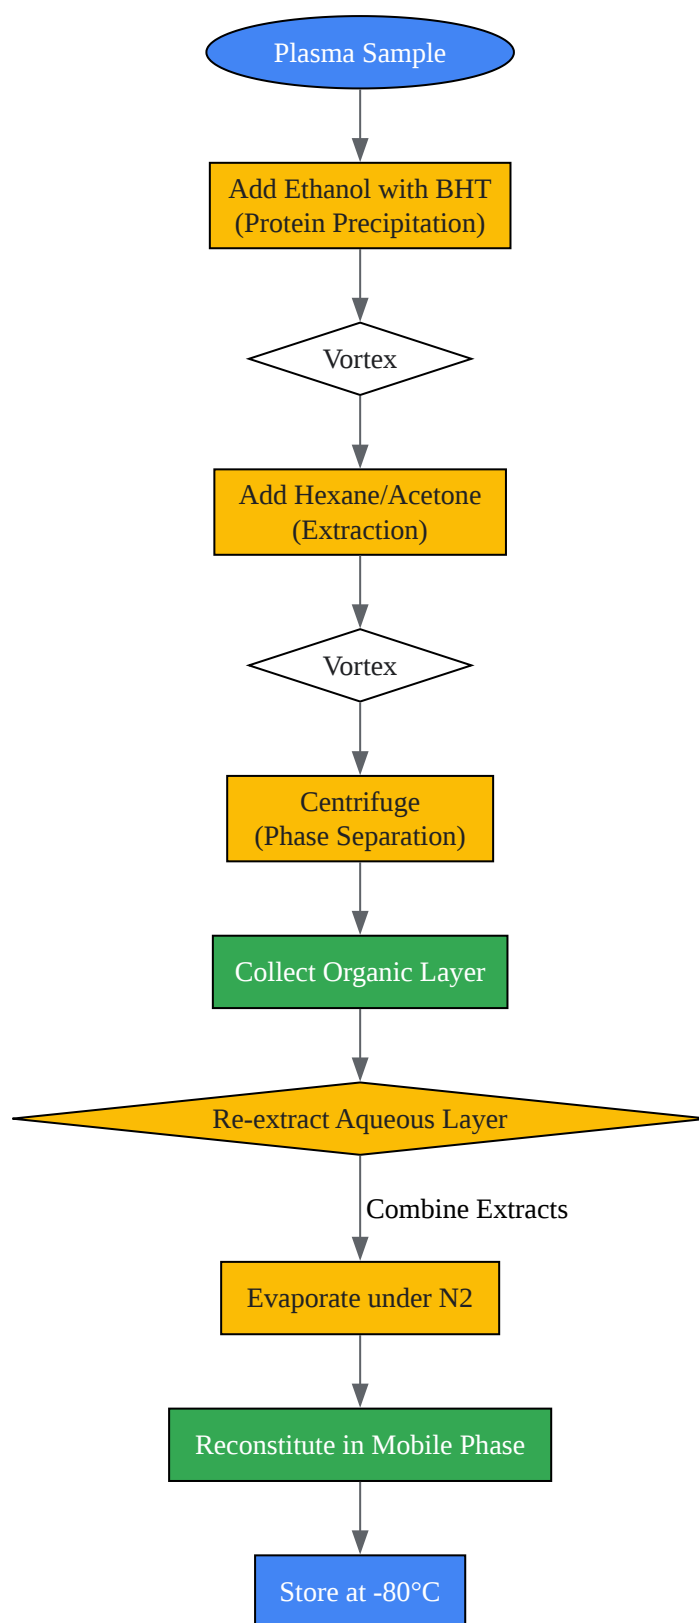 Plasma Sample
Add Ethanol with BHT
(Protein Precipitation)
Vortex
Add Hexane/Acetone
(Extraction)
Vortex
Centrifuge
(Phase Separation)
Collect Organic Layer
Re-extract Aqueous Layer
Combine Extracts
Evaporate under N2
Reconstitute in Mobile Phase
Store at -80°C